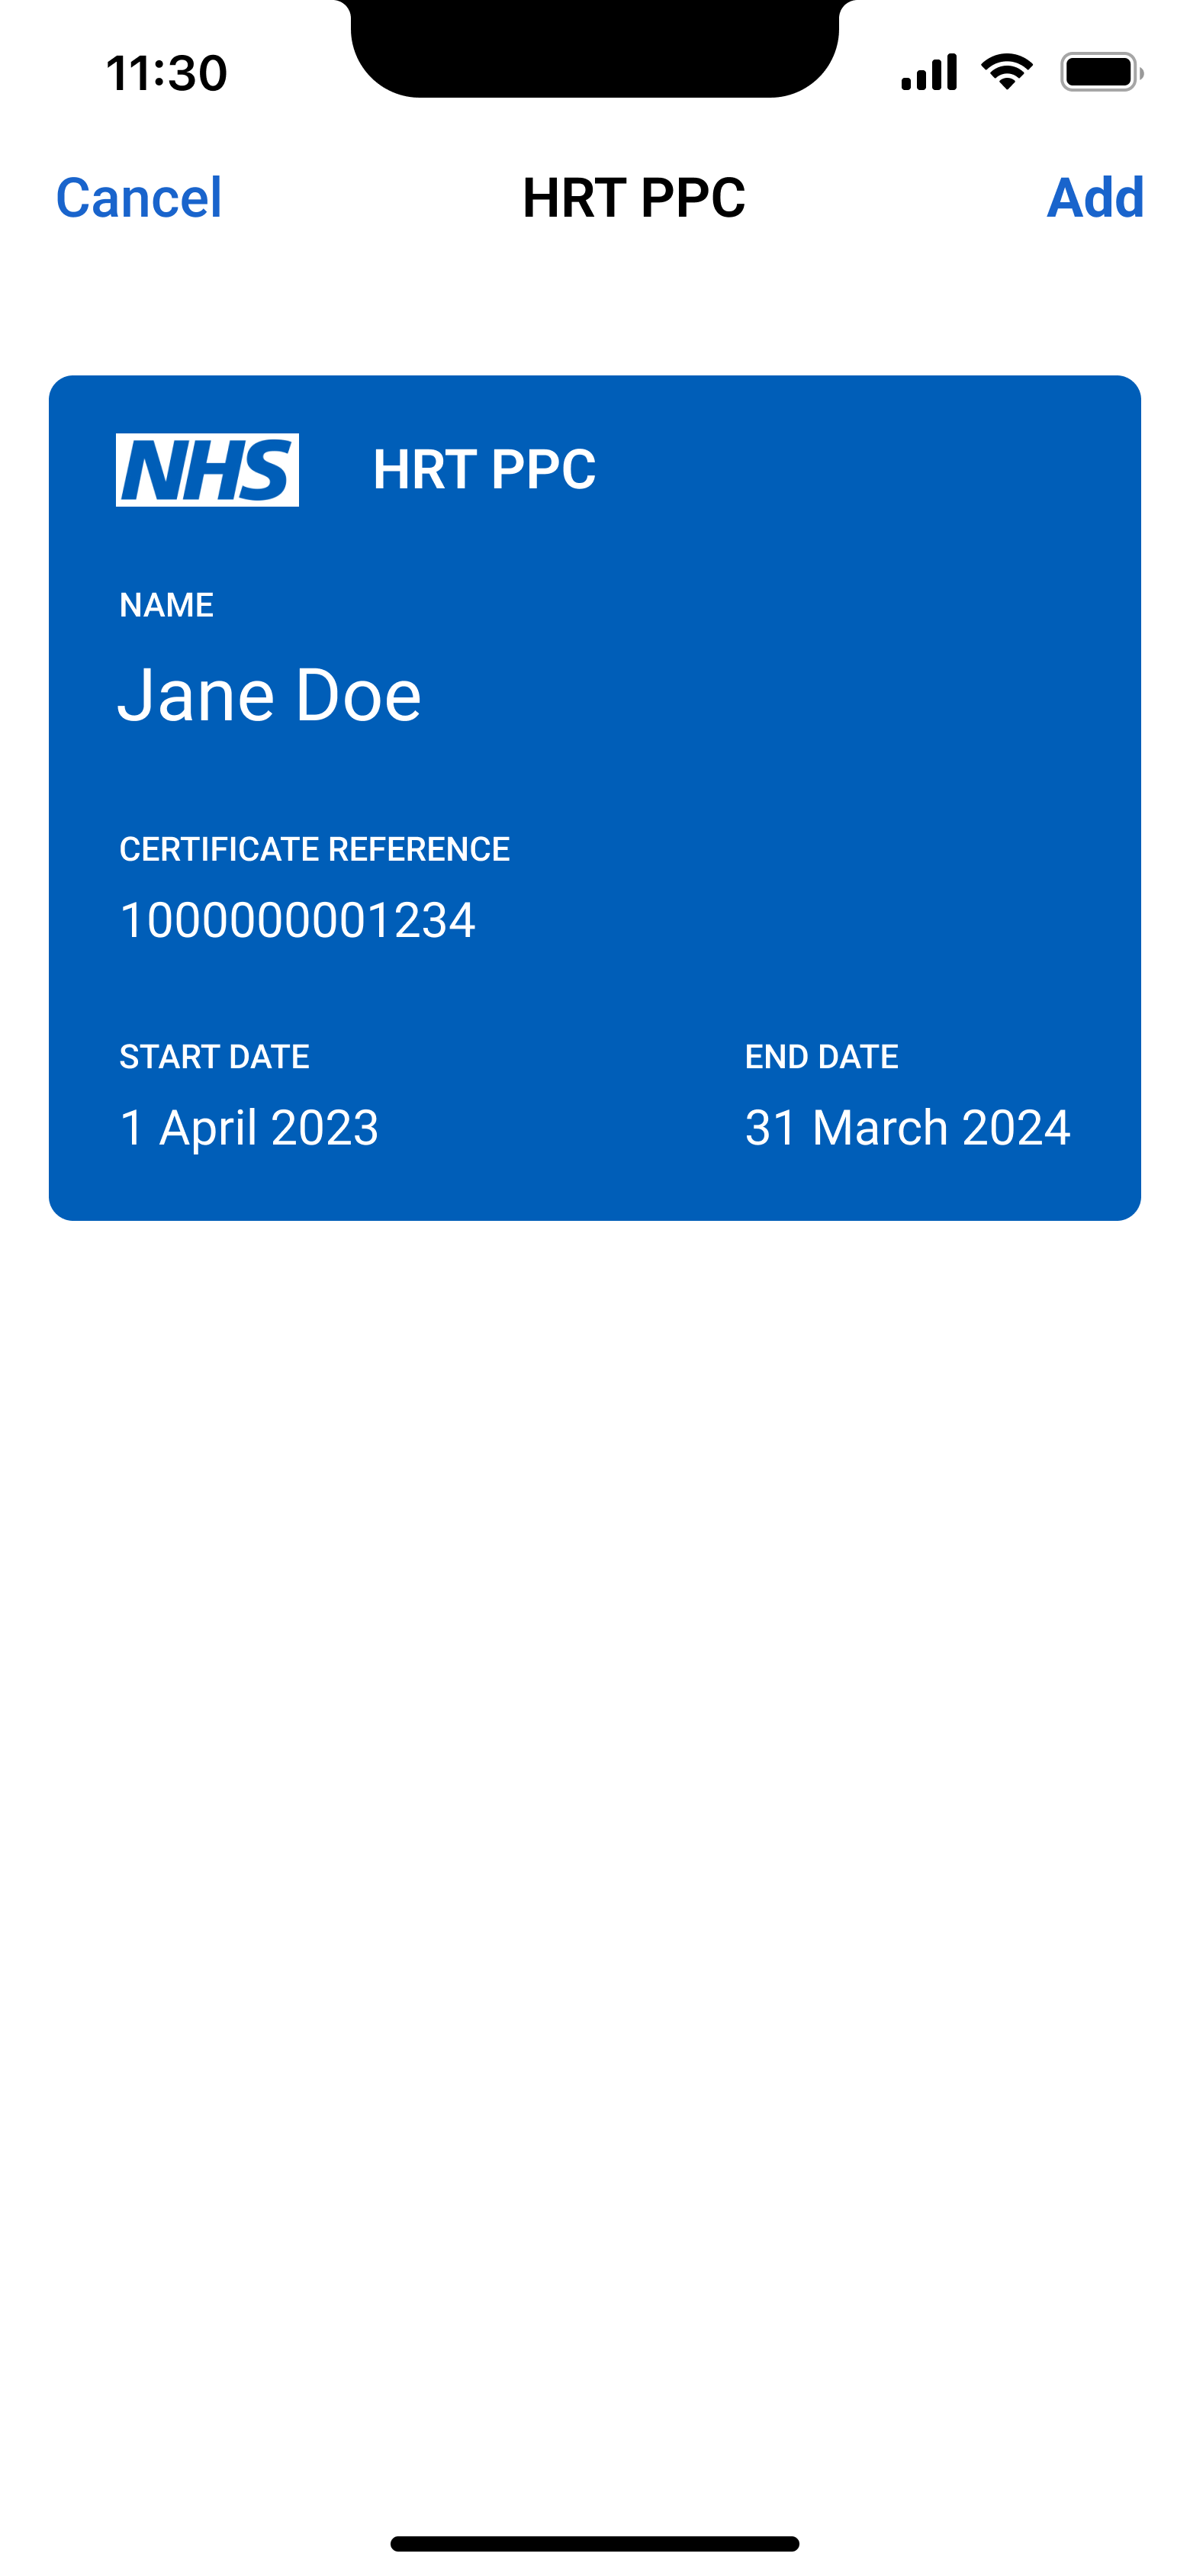 11:30
Cancel HRT PPC Add
NHS HRT PPC
NAME
Jane Doe
CERTIFICATE REFERENCE
1000000001234
START DATE END DATE
1 April 2023 31 March 2024